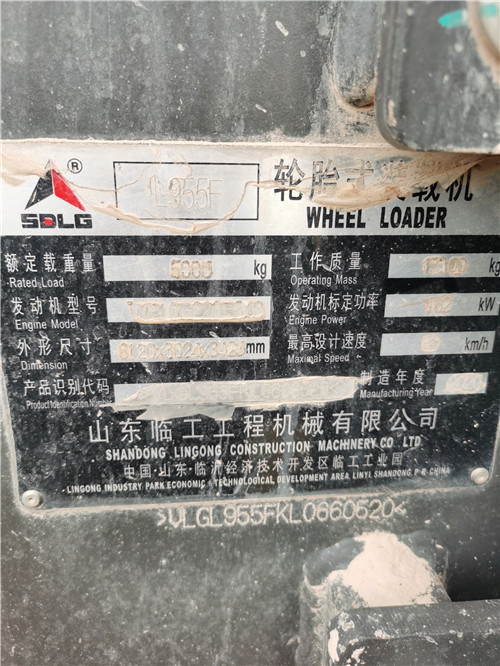 ®
L955F
轮胎式装载机
SDLG
WHEEL LOADER
额定载重量 kg 工作质量 kg
Rated Load Operating Mass
发动机型号 发动机标定功率 kW
Engine Model Engine Power
外形尺寸 mm 最高设计速度 km/h
Dimension Maximal Speed
产品识别代码 制造年度
Product Identification Number Manufacturing Year
山东临工工程机械有限公司
SHANDONG LINGONG CONSTRUCTION MACHINERY CO LTD
中国·山东·临沂经济技术开发区临工工业园
LINGONG INDUSTRY PARK ECONOMIC & TECHNOLOGICAL DEVELOPMENT AREA, LINYI, SHANDONG, P·R·CHINA
>VLGL955FKL0660520<